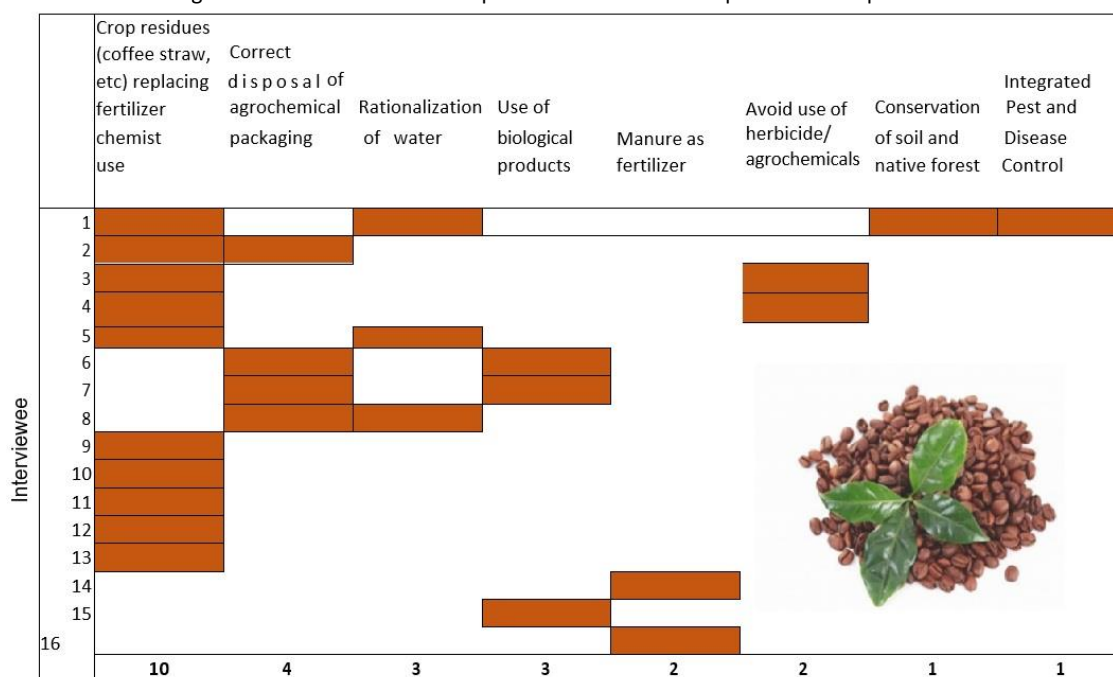 Crop residues
(coffee straw,
etc) replacing
fertilizer
chemist
use
Correct
disposal of
agrochemical
packaging
Rationalization
of water
Use of
biological
products
Manure as
fertilizer
Avoid use of
herbicide/
agrochemicals
Conservation
of soil and
native forest
Integrated
Pest and
Disease
Control
Interviewee
1
2
3
4
5
6
7
8
9
10
11
12
13
14
15
16
10 4 3 3 2 2 1 1